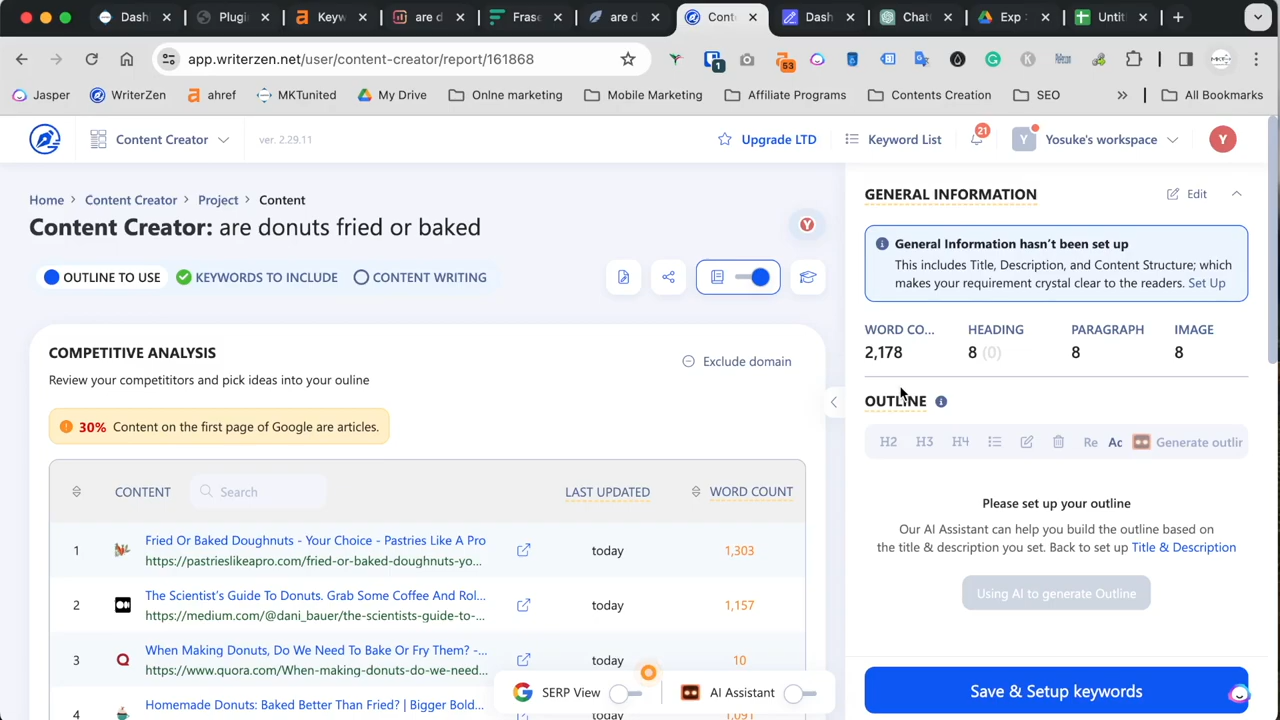 Dash
Plugin
Keyw
are d
Frase
are d
Cont
Dash
Chat
Exp
Untit
app.writerzen.net/user/content-creator/report/161868
1
53
Jasper
WriterZen
ahref
MKTunited
My Drive
Onlne marketing
Mobile Marketing
Affiliate Programs
Contents Creation
SEO
All Bookmarks
Content Creator
ver. 2.29.11
Upgrade LTD
Keyword List
21
Y
Yosuke's workspace
Y
Home
Content Creator
Project
Content
Content Creator: are donuts fried or baked
Y
OUTLINE TO USE
KEYWORDS TO INCLUDE
CONTENT WRITING
COMPETITIVE ANALYSIS
Exclude domain
Review your competititors and pick ideas into your ouline
30% Content on the first page of Google are articles.
CONTENT
Search
LAST UPDATED
WORD COUNT
1
Fried Or Baked Doughnuts - Your Choice - Pastries Like A Pro
https://pastrieslikeapro.com/fried-or-baked-doughnuts-yo...
today
1,303
2
The Scientist's Guide To Donuts. Grab Some Coffee And Rol...
https://medium.com/@dani_bauer/the-scientists-guide-to-...
today
1,157
3
When Making Donuts, Do We Need To Bake Or Fry Them? -...
https://www.quora.com/When-making-donuts-do-we-need...
today
10
4
Homemade Donuts: Baked Better Than Fried? | Bigger Bold...
today
1,091
SERP View
AI Assistant
GENERAL INFORMATION
Edit
General Information hasn't been set up
This includes Title, Description, and Content Structure; which
makes your requirement crystal clear to the readers. Set Up
WORD CO...
HEADING
PARAGRAPH
IMAGE
2,178
8 (0)
8
8
OUTLINE
H2
H3
H4
Re
Ac
Generate outlir
Please set up your outline
Our AI Assistant can help you build the outline based on
the title & description you set. Back to set up Title & Description
Using AI to generate Outline
Save & Setup keywords